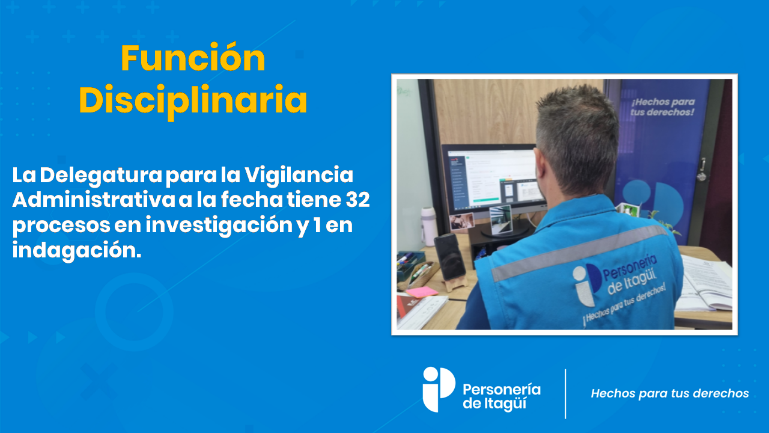 Función
Disciplinaria
La Delegatura para la Vigilancia
Administrativa a la fecha tiene 32
procesos en investigación y 1 en
indagación.
¡Hechos para
tus derechos!
Personería
de Itagüí
¡Hechos para tus derechos!
Personería
de Itagüí
Hechos para tus derechos